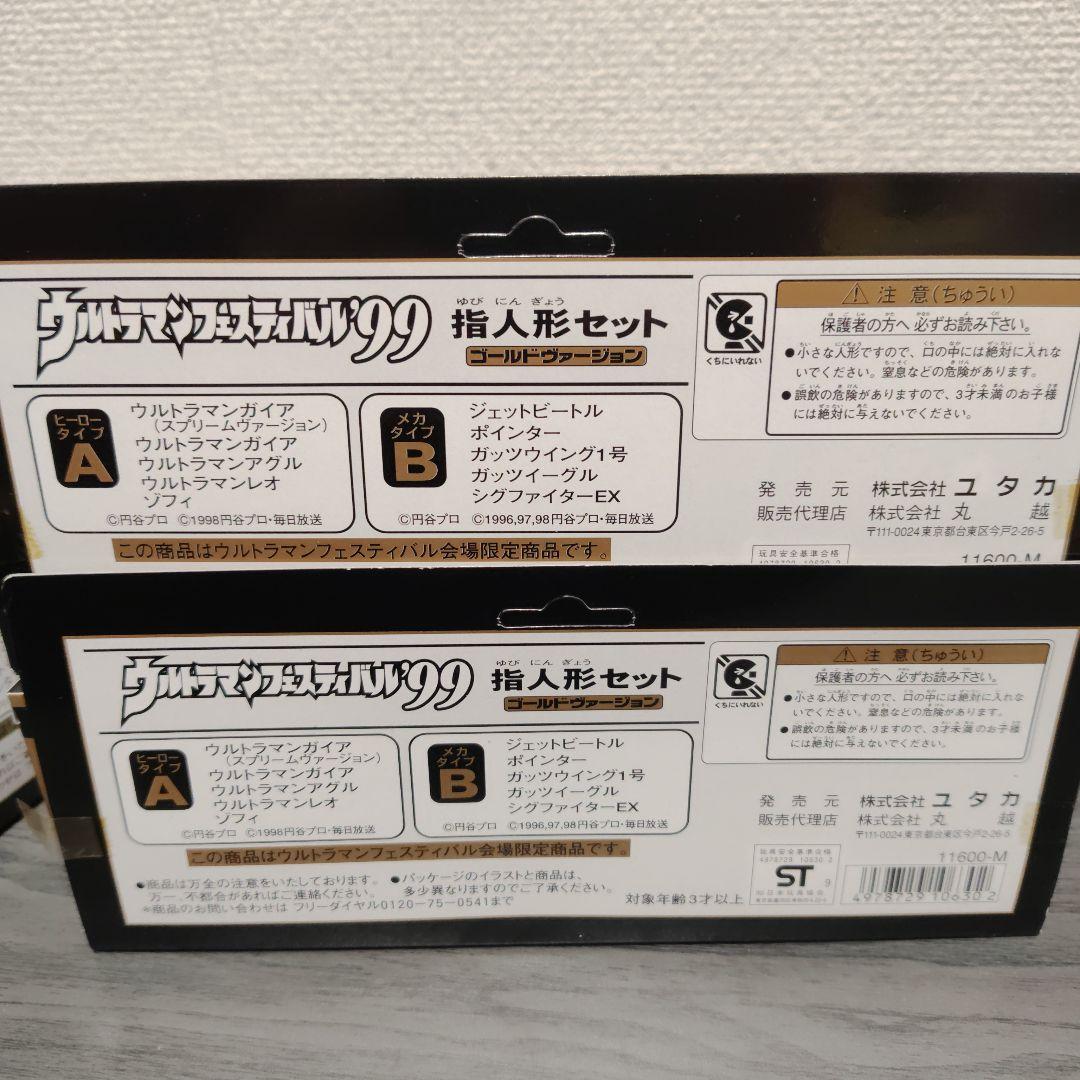 ウルトラマンフェスティバル'99
ゆび にん ぎょう
指人形セット
ゴールドヴァージョン
ヒーロー
タイプ
A
ウルトラマンガイア
(スプリームヴァージョン)
ウルトラマンガイア
ウルトラマンアグル
ウルトラマンレオ
ゾフィ
©円谷プロ ©1998円谷プロ・毎日放送
メカ
タイプ
B
ジェットビートル
ポインター
ガッツウイング1号
ガッツイーグル
シグファイターEX
©円谷プロ ©1996,97,98円谷プロ・毎日放送
この商品はウルトラマンフェスティバル会場限定商品です。
くちにいれない
注意(ちゅうい)
保護者の方へ必ずお読み下さい。
●小さな人形ですので、口の中には絶対に入れな
いでください。窒息などの危険があります。
●誤飲の危険がありますので、3才未満のお子様
には絶対に与えないでください。
発売元 株式会社 ユタカ
販売代理店 株式会社 丸越
〒111-0024東京都台東区今戸2-26-5
玩具安全基準合格
4978729 10630 2
11600-M
ウルトラマンフェスティバル'99
ゆび にん ぎょう
指人形セット
ゴールドヴァージョン
ヒーロー
タイプ
A
ウルトラマンガイア
(スプリームヴァージョン)
ウルトラマンガイア
ウルトラマンアグル
ウルトラマンレオ
ゾフィ
©円谷プロ ©1998円谷プロ・毎日放送
メカ
タイプ
B
ジェットビートル
ポインター
ガッツウイング1号
ガッツイーグル
シグファイターEX
©円谷プロ ©1996,97,98円谷プロ・毎日放送
この商品はウルトラマンフェスティバル会場限定商品です。
●商品は万全の注意をいたしております。
万一、不都合があればご連絡ください。
※商品のお問い合わせは フリーダイヤル0120-75-0541まで
●パッケージのイラストと商品は、
多少異なりますのでご了承ください。
くちにいれない
注意(ちゅうい)
保護者の方へ必ずお読み下さい。
●小さな人形ですので、口の中には絶対に入れな
いでください。窒息などの危険があります。
●誤飲の危険がありますので、3才未満のお子様
には絶対に与えないでください。
発売元 株式会社 ユタカ
販売代理店 株式会社 丸越
〒111-0024東京都台東区今戸2-26-5
対象年齢3才以上
玩具安全基準合格
4978729 10630 2
ST 9
11600-M
4978729 10630 2